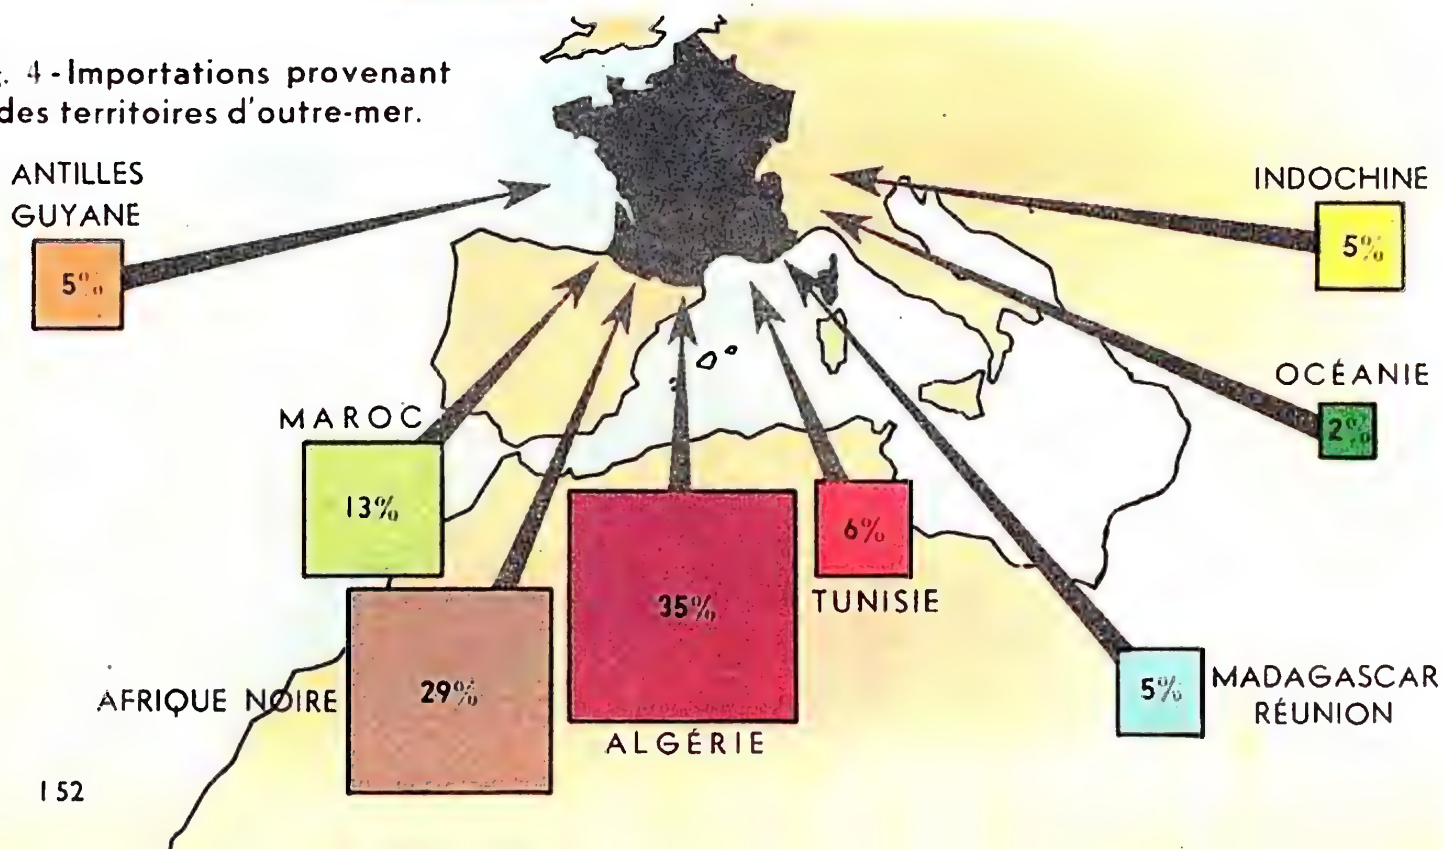 . 4 - Importations provenant
des territoires d'outre-mer.
ANTILLES
GUYANE
5%
INDOCHINE
5%
OCÉANIE
2%
MAROC
13%
AFRIQUE NOIRE
29%
35%
ALGÉRIE
6%
TUNISIE
5%
MADAGASCAR
RÉUNION
152